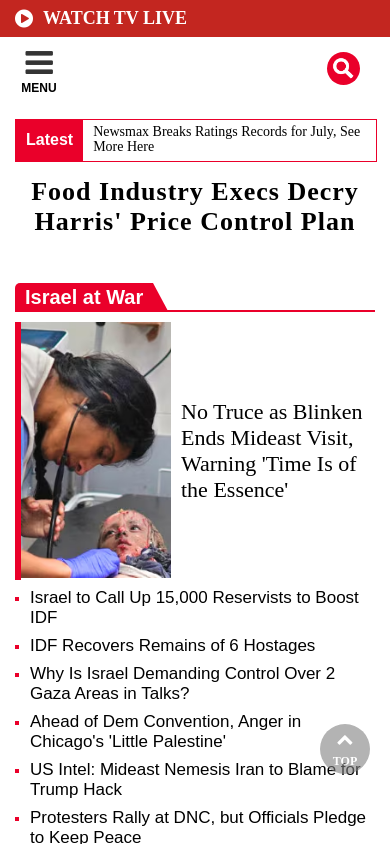 WATCH TV LIVE
MENU
Latest
Newsmax Breaks Ratings Records for July, See
More Here
Food Industry Execs Decry
Harris' Price Control Plan
Israel at War
No Truce as Blinken
Ends Mideast Visit,
Warning 'Time Is of
the Essence'
Israel to Call Up 15,000 Reservists to Boost
IDF
IDF Recovers Remains of 6 Hostages
Why Is Israel Demanding Control Over 2
Gaza Areas in Talks?
Ahead of Dem Convention, Anger in
Chicago's 'Little Palestine'
US Intel: Mideast Nemesis Iran to Blame for
Trump Hack
TOP
Protesters Rally at DNC, but Officials Pledge
to Keep Peace